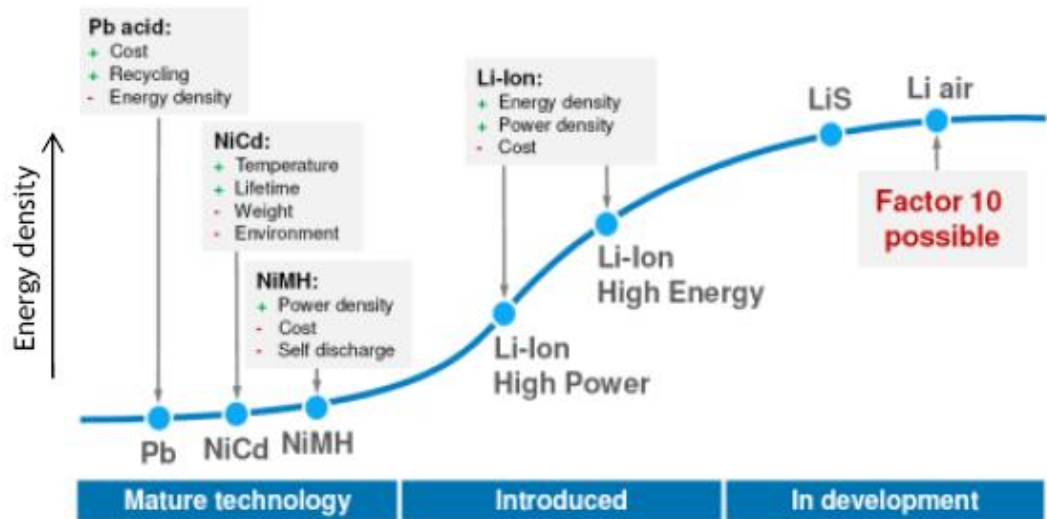 Pb acid:
+ Cost
+ Recycling
- Energy density
NiCd:
+ Temperature
+ Lifetime
- Weight
- Environment
NiMH:
+ Power density
- Cost
- Self discharge
Li-Ion:
+ Energy density
+ Power density
- Cost
LiS
Li air
Factor 10
possible
Li-Ion
High Energy
Li-Ion
High Power
Pb
NiCd
NiMH
Energy density
Mature technology
Introduced
In development